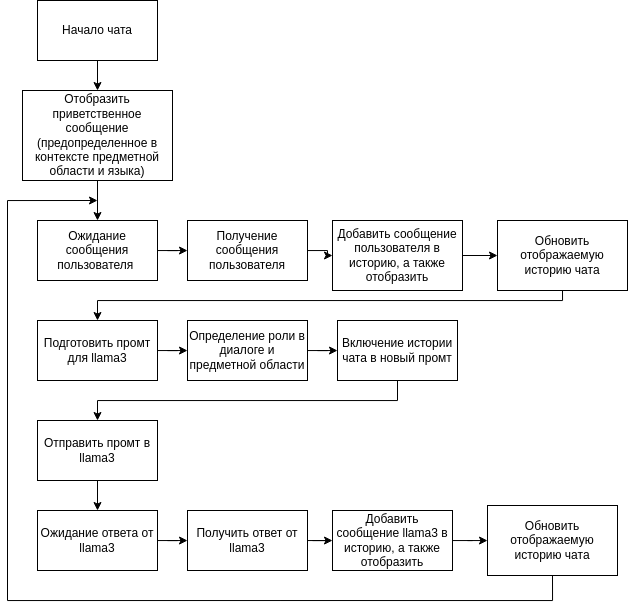 Начало чата
Отобразить
приветственное
сообщение
(предопределенное в
контексте предметной
области и языка)
Ожидание
сообщения
пользователя
Получение
сообщения
пользователя
Добавить сообщение
пользователя в
историю, а также
отобразить
Обновить
отображаемую
историю чата
Подготовить промт
для llama3
Определение роли в
диалоге и
предметной области
Включение истории
чата в новый промт
Отправить промт в
llama3
Ожидание ответа от
llama3
Получить ответ от
llama3
Добавить
сообщение llama3 в
историю, а также
отобразить
Обновить
отображаемую
историю чата